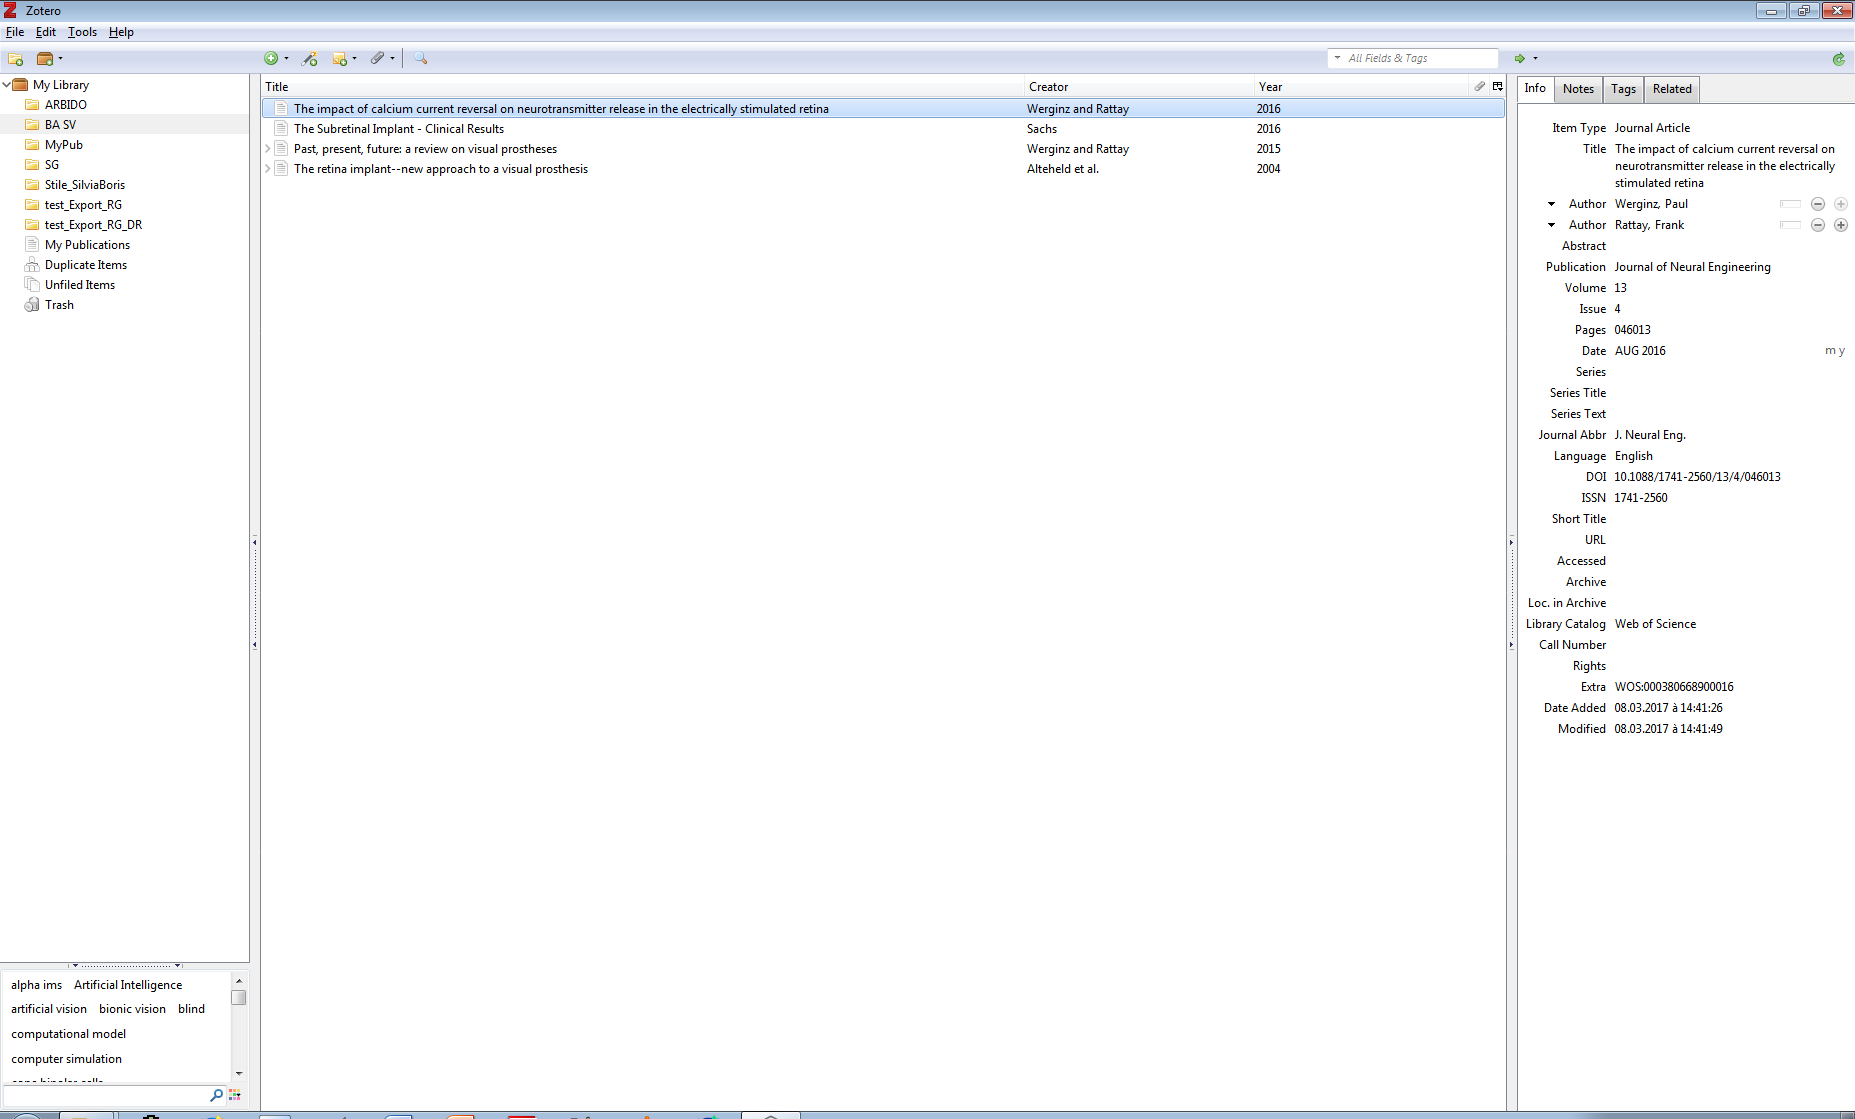 Zotero
File Edit Tools Help
All Fields & Tags
My Library
ARBIDO
BA SV
MyPub
SG
Stile_SilviaBoris
test_Export_RG
test_Export_RG_DR
My Publications
Duplicate Items
Unfiled Items
Trash
alpha ims Artificial Intelligence
artificial vision bionic vision blind
computational model
computer simulation
Title Creator Year
The impact of calcium current reversal on neurotransmitter release in the electrically stimulated retina Werginz and Rattay 2016
The Subretinal Implant - Clinical Results Sachs 2016
Past, present, future: a review on visual prostheses Werginz and Rattay 2015
The retina implant--new approach to a visual prosthesis Alteheld et al. 2004
Info Notes Tags Related
Item Type Journal Article
Title The impact of calcium current reversal on
neurotransmitter release in the electrically
stimulated retina
Author Werginz, Paul
Author Rattay, Frank
Abstract
Publication Journal of Neural Engineering
Volume 13
Issue 4
Pages 046013
Date AUG 2016 m y
Series
Series Title
Series Text
Journal Abbr J. Neural Eng.
Language English
DOI 10.1088/1741-2560/13/4/046013
ISSN 1741-2560
Short Title
URL
Accessed
Archive
Loc. in Archive
Library Catalog Web of Science
Call Number
Rights
Extra WOS:000380668900016
Date Added 08.03.2017 à 14:41:26
Modified 08.03.2017 à 14:41:49